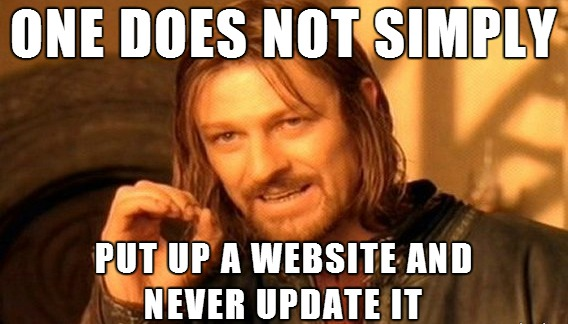 ONE DOES NOT SIMPLY
PUT UP A WEBSITE AND
NEVER UPDATE IT